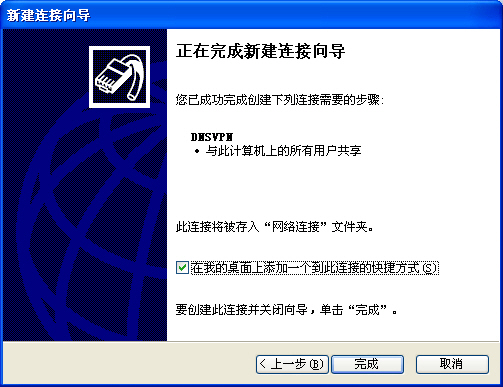 新建连接向导
正在完成新建连接向导
您已成功完成创建下列连接需要的步骤:
DNSVPN
• 与此计算机上的所有用户共享
此连接将被存入“网络连接”文件夹。
在我的桌面上添加一个到此连接的快捷方式(S)
要创建此连接并关闭向导，单击“完成”。
< 上一步(B) 完成 取消